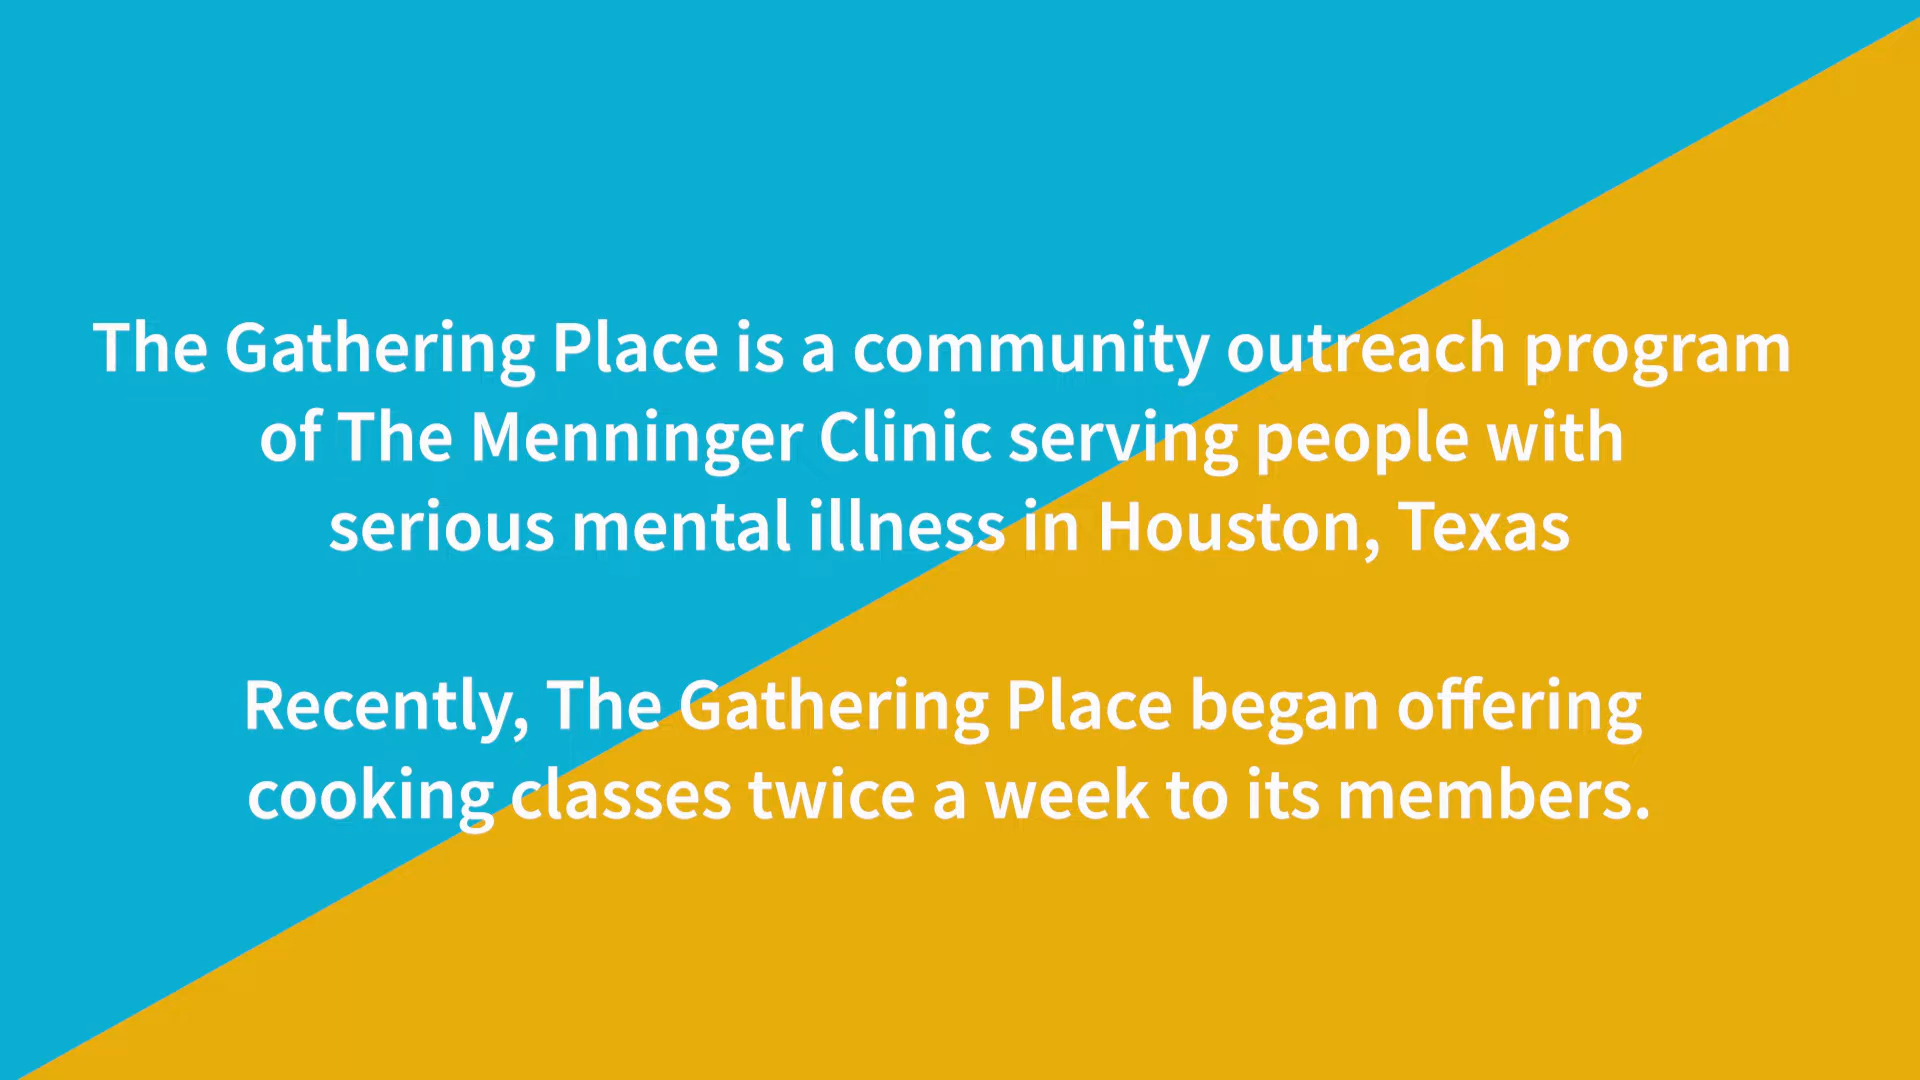 The Gathering Place is a community outreach program
of The Menninger Clinic serving people with
serious mental illness in Houston, Texas
Recently, The Gathering Place began offering
cooking classes twice a week to its members.